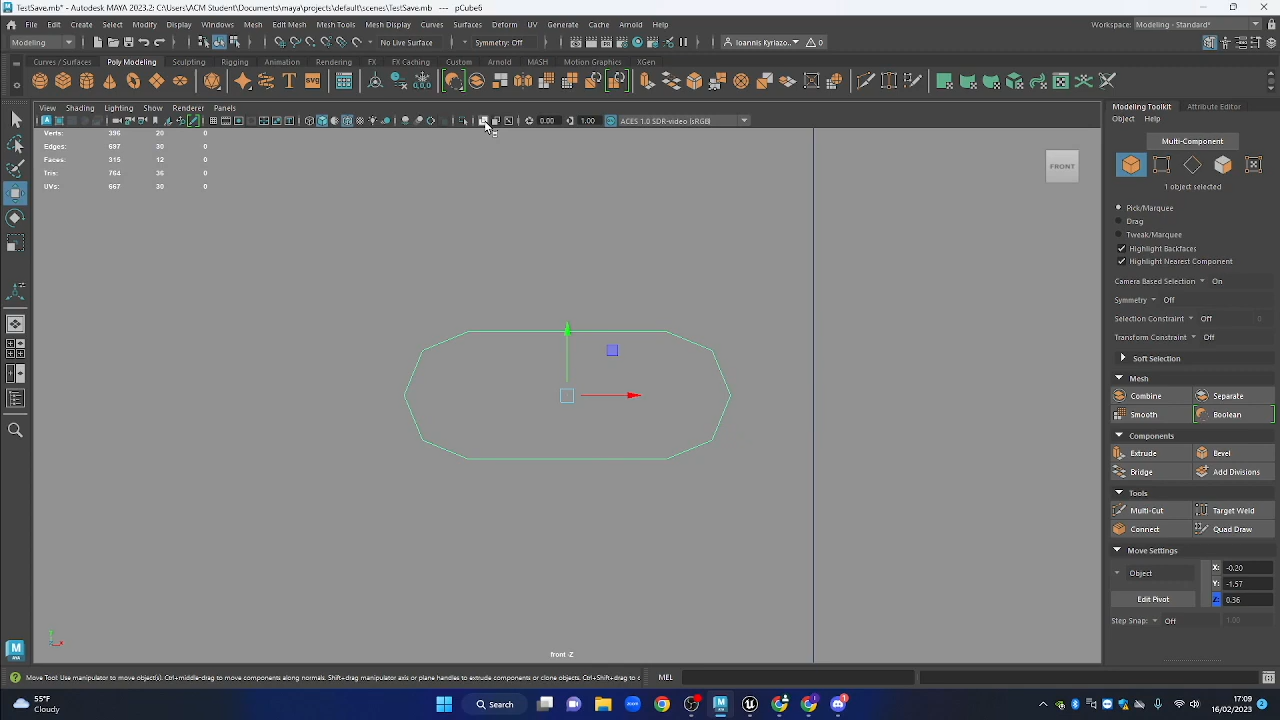 TestSave.mb* - Autodesk MAYA 2023.2: C:\Users\ACM Student\Documents\maya\projects\default\scenes\TestSave.mb --- pCube6
File Edit Create Select Modify Display Windows Mesh Edit Mesh Mesh Tools Mesh Display Curves Surfaces Deform UV Generate Cache Arnold Help
Workspace: Modeling - Standard*
Modeling
No Live Surface
Symmetry: Off
Ioannis Kyriazo..
0
Curves / Surfaces Poly Modeling Sculpting Rigging Animation Rendering FX FX Caching Custom Arnold MASH Motion Graphics XGen
SVG
View Shading Lighting Show Renderer Panels
0.00 1.00 ACES 1.0 SDR-video (sRGB)
Verts: 396 20 0
Edges: 697 30 0
Faces: 315 12 0
Tris: 764 36 0
UVs: 667 30 0
FRONT
front -Z
Modeling Toolkit Attribute Editor
Object Help
Multi-Component
1 object selected
Pick/Marquee
Drag
Tweak/Marquee
Highlight Backfaces
Highlight Nearest Component
Camera Based Selection On
Symmetry Off
Selection Constraint Off 0
Transform Constraint Off
Soft Selection
Mesh
Combine Separate
Smooth Boolean
Components
Extrude Bevel
Bridge Add Divisions
Tools
Multi-Cut Target Weld
Connect Quad Draw
Move Settings
Object X: -0.20
Y: -1.57
Edit Pivot Z: 0.36
Step Snap: Off 1.00
Move Tool: Use manipulator to move object(s). Ctrl+middle-drag to move components along normals. Shift+drag manipulator axis or plane handles to extrude components or clone objects. Ctrl+Shift+
MEL
55°F
Cloudy
Search
17:09
16/02/2023